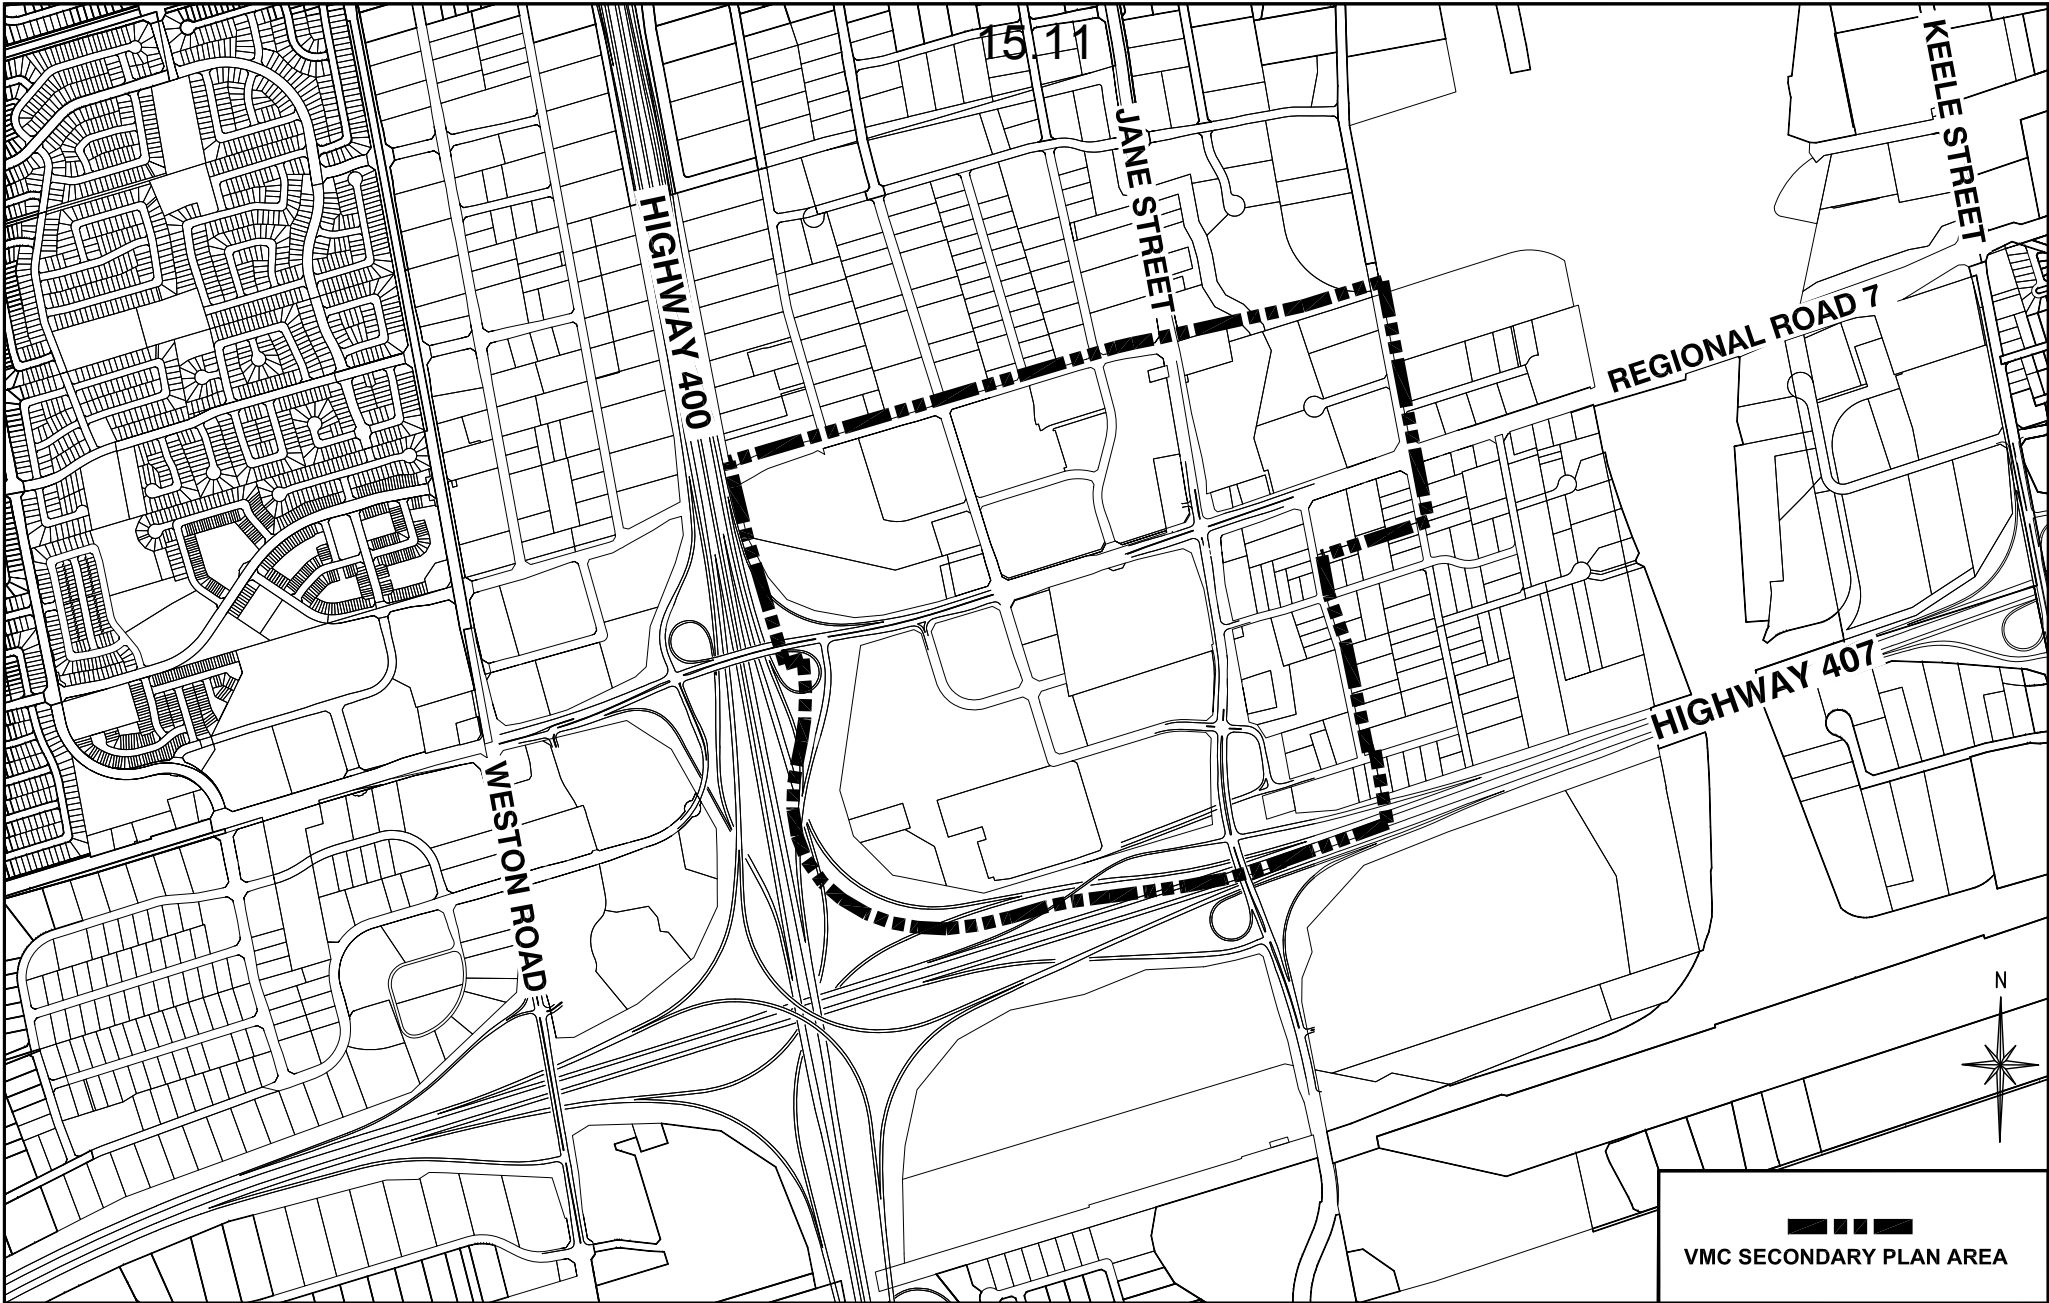 15.11
KEELE STREET
JANE STREET
HIGHWAY 400
REGIONAL ROAD 7
HIGHWAY 407
WESTON ROAD
N
VMC SECONDARY PLAN AREA